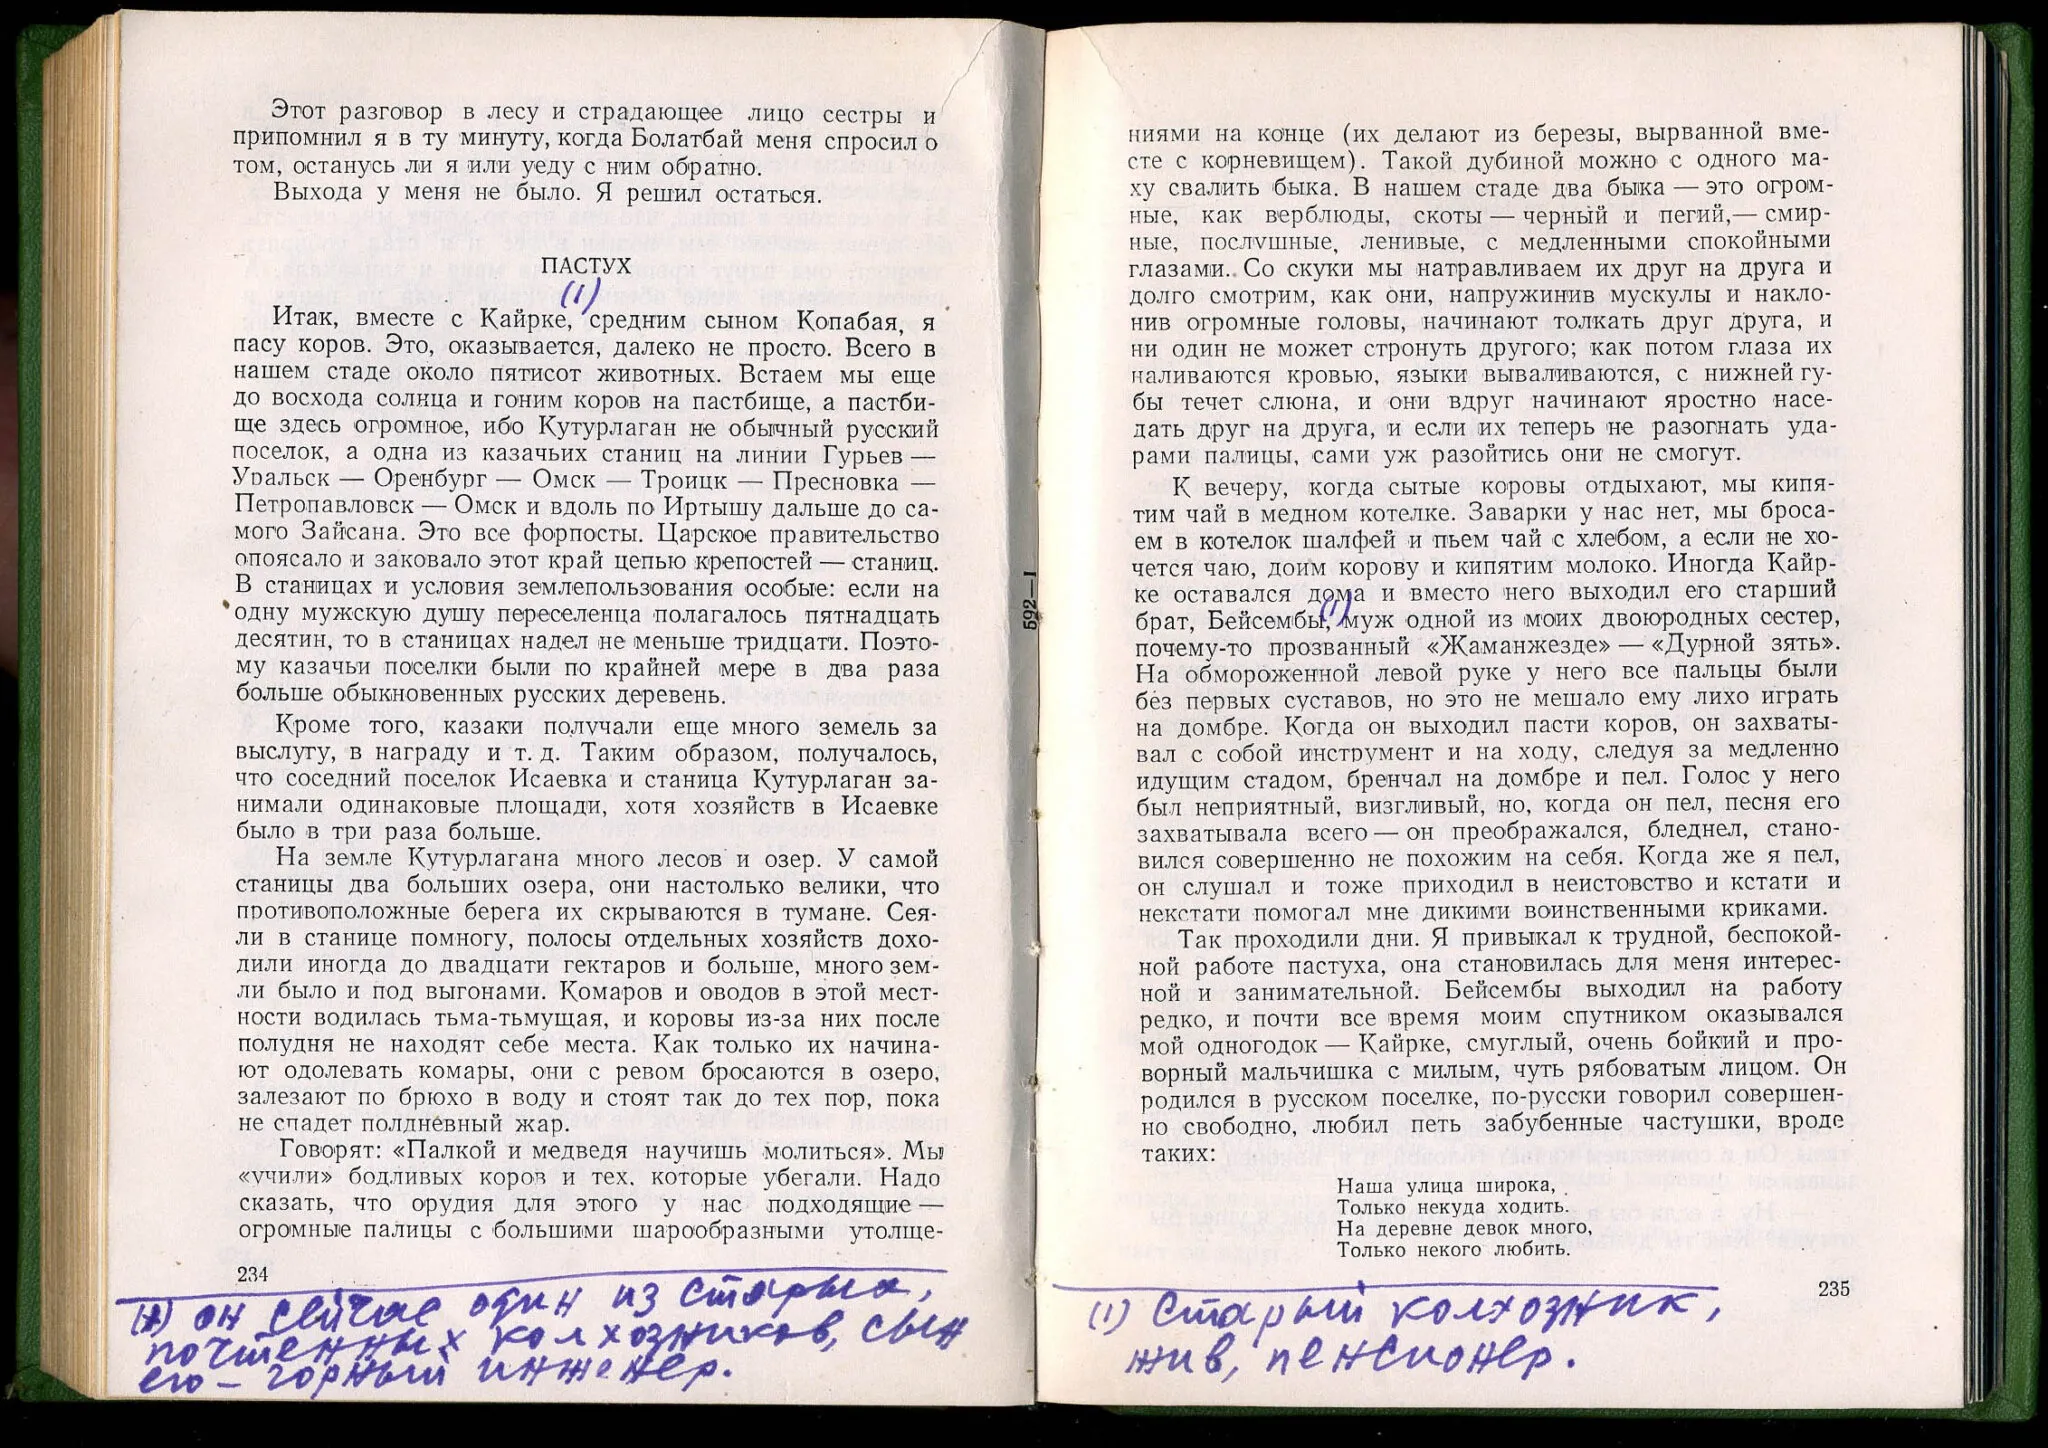 Этот разговор в лесу и страдающее лицо сестры и
припомнил я в ту минуту, когда Болатбай меня спросил о
том, останусь ли я или уеду с ним обратно.
Выхода у меня не было. Я решил остаться.
ПАСТУХ
(1)
Итак, вместе с Кайрке, средним сыном Копабая, я
пасу коров. Это, оказывается, далеко не просто. Всего в
нашем стаде около пятисот животных. Встаем мы еще
до восхода солнца и гоним коров на пастбище, а пастби-
ще здесь огромное, ибо Кутурлаган не обычный русский
поселок, а одна из казачьих станиц на линии Гурьев —
Уральск — Оренбург — Омск — Троицк — Пресновка —
Петропавловск — Омск и вдоль по Иртышу дальше до са-
мого Зайсана. Это все форпосты. Царское правительство
опоясало и заковало этот край цепью крепостей — станиц.
В станицах и условия землепользования особые: если на
одну мужскую душу переселенца полагалось пятнадцать
десятин, то в станицах надел не меньше тридцати. Поэто-
му казачьи поселки были по крайней мере в два раза
больше обыкновенных русских деревень.
Кроме того, казаки получали еще много земель за
выслугу, в награду и т. д. Таким образом, получалось,
что соседний поселок Исаевка и станица Кутурлаган за-
нимали одинаковые площади, хотя хозяйств в Исаевке
было в три раза больше.
На земле Кутурлагана много лесов и озер. У самой
станицы два больших озера, они настолько велики, что
противоположные берега их скрываются в тумане. Сея-
ли в станице помногу, полосы отдельных хозяйств дохо-
дили иногда до двадцати гектаров и больше, много зем-
ли было и под выгонами. Комаров и оводов в этой мест-
ности водилась тьма-тьмущая, и коровы из-за них после
полудня не находят себе места. Как только их начина-
ют одолевать комары, они с ревом бросаются в озеро,
залезают по брюхо в воду и стоят так до тех пор, пока
не спадет полдневный жар.
Говорят: «Палкой и медведя научишь молиться». Мы
«учили» бодливых коров и тех, которые убегали. Надо
сказать, что орудия для этого у нас подходящие —
огромные палицы с большими шарообразными утолще-
234
(1) он сейчас один из старых,
почтенных колхозников, сын
его – горный инженер.
592—I
ниями на конце (их делают из березы, вырванной вме-
сте с корневищем). Такой дубиной можно с одного ма-
ху свалить быка. В нашем стаде два быка — это огром-
ные, как верблюды, скоты — черный и пегий,— смир-
ные, послушные, ленивые, с медленными спокойными
глазами. Со скуки мы натравливаем их друг на друга и
долго смотрим, как они, напружинив мускулы и накло-
нив огромные головы, начинают толкать друг друга, и
ни один не может стронуть другого; как потом глаза их
наливаются кровью, языки вываливаются, с нижней гу-
бы течет слюна, и они вдруг начинают яростно насе-
дать друг на друга, и если их теперь не разогнать уда-
рами палицы, сами уж разойтись они не смогут.
К вечеру, когда сытые коровы отдыхают, мы кипя-
тим чай в медном котелке. Заварки у нас нет, мы броса-
ем в котелок шалфей и пьем чай с хлебом, а если не хо-
чется чаю, доим корову и кипятим молоко. Иногда Кайр-
ке оставался дома и вместо него выходил его старший
брат, Бейсембы, (1) муж одной из моих двоюродных сестер,
почему-то прозванный «Жаманжезде» — «Дурной зять».
На обмороженной левой руке у него все пальцы были
без первых суставов, но это не мешало ему лихо играть
на домбре. Когда он выходил пасти коров, он захваты-
вал с собой инструмент и на ходу, следуя за медленно
идущим стадом, бренчал на домбре и пел. Голос у него
был неприятный, визгливый, но, когда он пел, песня его
захватывала всего — он преображался, бледнел, стано-
вился совершенно не похожим на себя. Когда же я пел,
он слушал и тоже приходил в неистовство и кстати и
некстати помогал мне дикими воинственными криками.
Так проходили дни. Я привыкал к трудной, беспокой-
ной работе пастуха, она становилась для меня интерес-
ной и занимательной. Бейсембы выходил на работу
редко, и почти все время моим спутником оказывался
мой одногодок — Кайрке, смуглый, очень бойкий и про-
ворный мальчишка с милым, чуть рябоватым лицом. Он
родился в русском поселке, по-русски говорил совершен-
но свободно, любил петь забубенные частушки, вроде
таких:
Наша улица широка,
Только некуда ходить.
На деревне девок много,
Только некого любить.
235
(1) Старый колхозник,
жив, пенсионер.